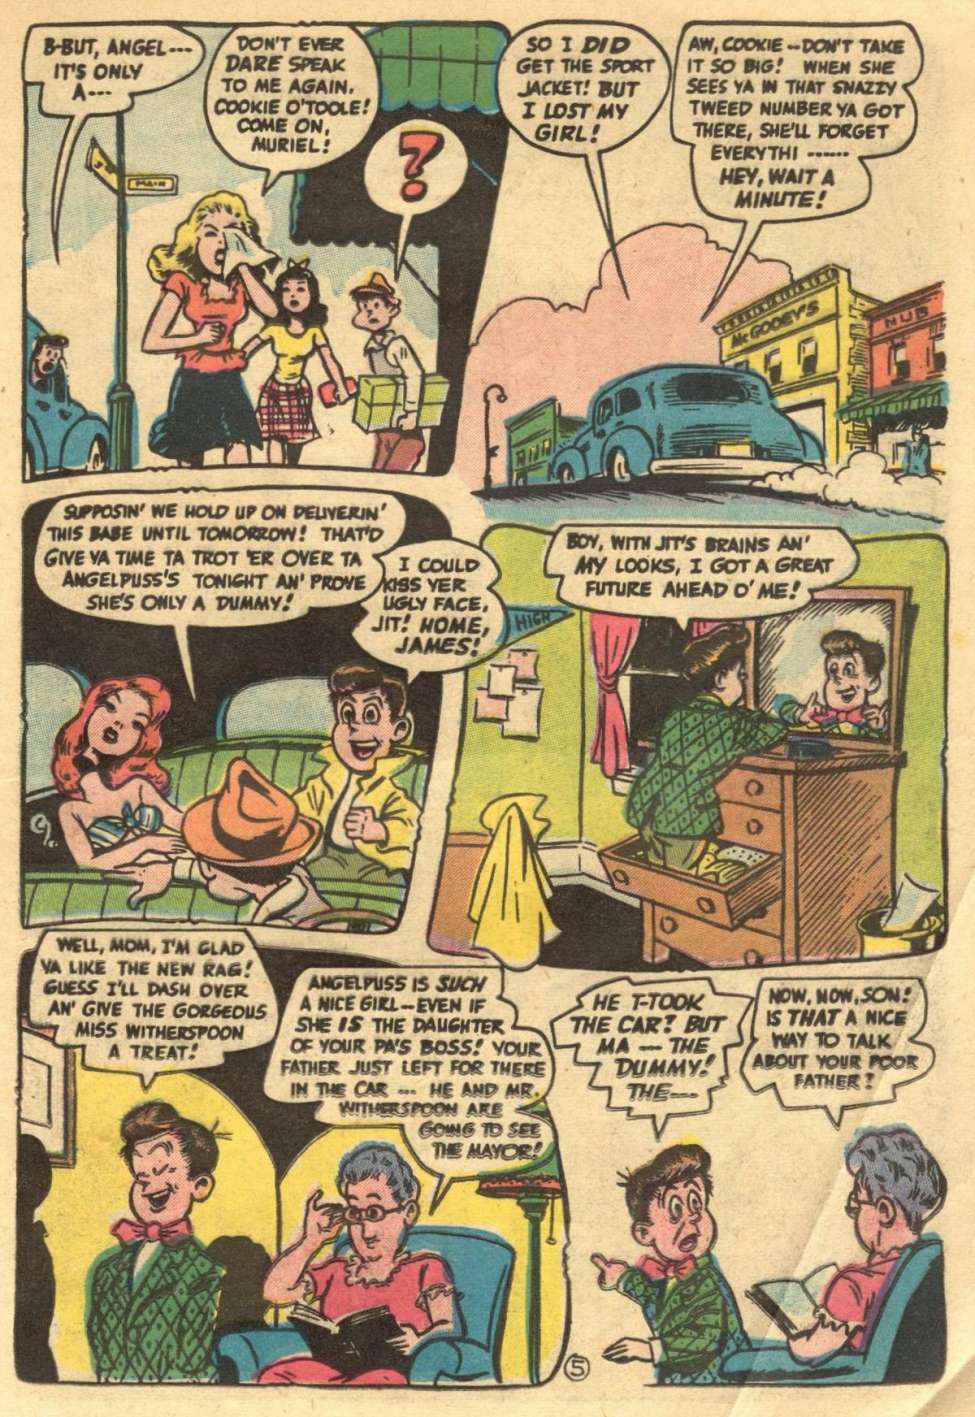 B-BUT, ANGEL---
IT'S ONLY
A---
DON'T EVER
DARE SPEAK
TO ME AGAIN,
COOKIE O'TOOLE!
COME ON,
MURIEL!
?
MAIN
SO I DID
GET THE SPORT
JACKET! BUT
I LOST MY
GIRL!
AW, COOKIE--DON'T TAKE
IT SO BIG! WHEN SHE
SEES YA IN THAT SNAZZY
TWEED NUMBER YA GOT
THERE, SHE'LL FORGET
EVERYTHI ------
HEY, WAIT A
MINUTE!
McGOOEY'S
HUB
SUPPOSIN' WE HOLD UP ON DELIVERIN'
THIS BABE UNTIL TOMORROW! THAT'D
GIVE YA TIME TA TROT 'ER OVER TA
ANGELPUSS'S TONIGHT AN' PROVE
SHE'S ONLY A DUMMY!
I COULD
KISS YER
UGLY FACE,
JIT! HOME,
JAMES!
BOY, WITH JIT'S BRAINS AN'
MY LOOKS, I GOT A GREAT
FUTURE AHEAD O' ME!
HIGH
WELL, MOM, I'M GLAD
YA LIKE THE NEW RAG!
GUESS I'LL DASH OVER
AN' GIVE THE GORGEOUS
MISS WITHERSPOON
A TREAT!
ANGELPUSS IS SUCH
A NICE GIRL--EVEN IF
SHE IS THE DAUGHTER
OF YOUR PA'S BOSS! YOUR
FATHER JUST LEFT FOR THERE
IN THE CAR --- HE AND MR.
WITHERSPOON ARE
GOING TO SEE
THE MAYOR!
HE T-TOOK
THE CAR? BUT
MA -- THE
DUMMY!
THE---
NOW, NOW, SON!
IS THAT A NICE
WAY TO TALK
ABOUT YOUR POOR
FATHER?
5